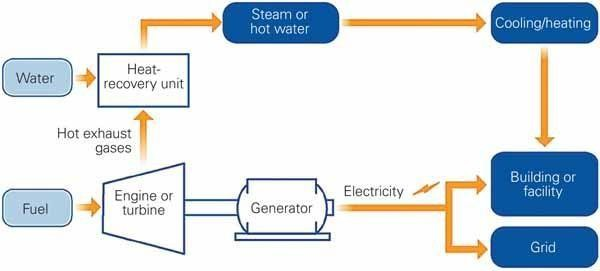 Steam or
hot water
Cooling/heating
Water
Heat-
recovery unit
Hot exhaust
gases
Fuel
Engine or
turbine
Generator
Electricity
Building or
facility
Grid